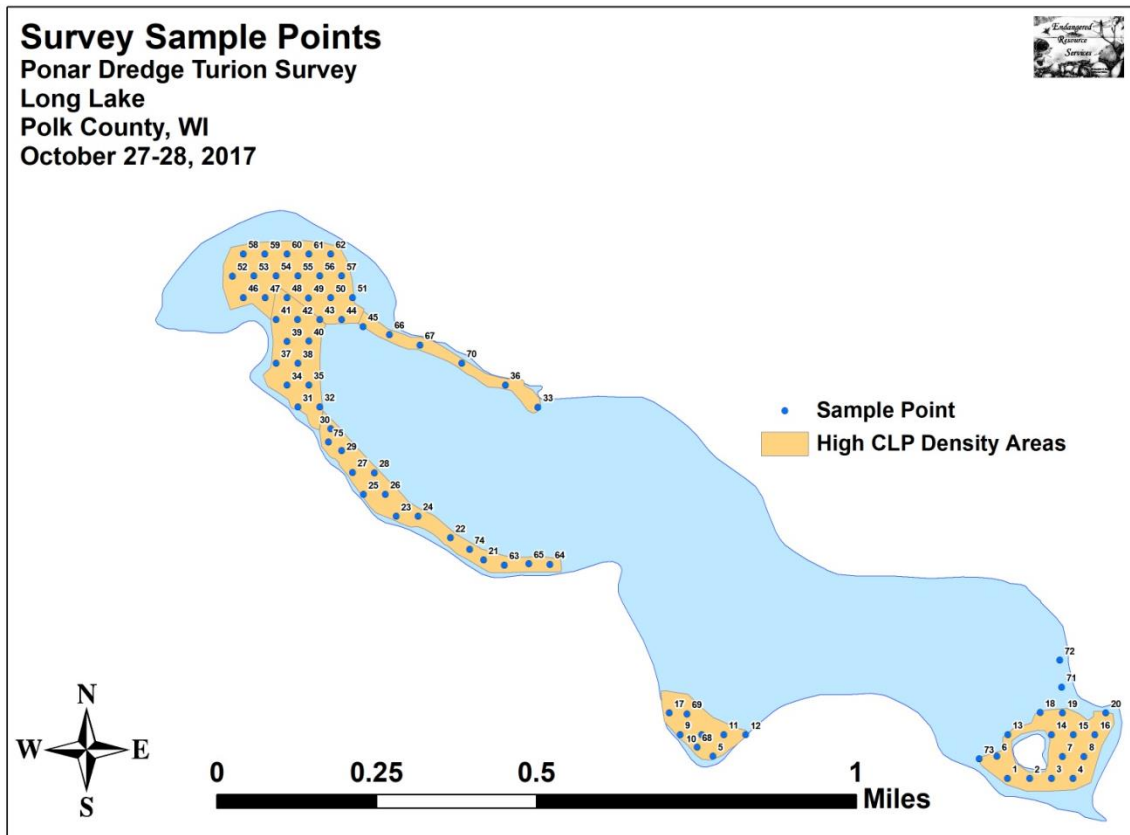 Survey Sample Points
Ponar Dredge Turion Survey
Long Lake
Polk County, WI
October 27-28, 2017
Endangered
Resource
Services
58 59 60 61 62
52 53 54 55 56 57
46 47 48 49 50 51
41 42 43 44 45
66
67
39 40
70
37 38
36
34 35
33
31 32
30
75
29
27 28
25 26
23 24
22
74
21 63 65 64
Sample Point
High CLP Density Areas
72
71
17 69
18 19 20
9 11 12
13 14 15 16
10 68 5
73 6 7 8
1 2 3 4
N
W E
S
0 0.25 0.5 1
Miles